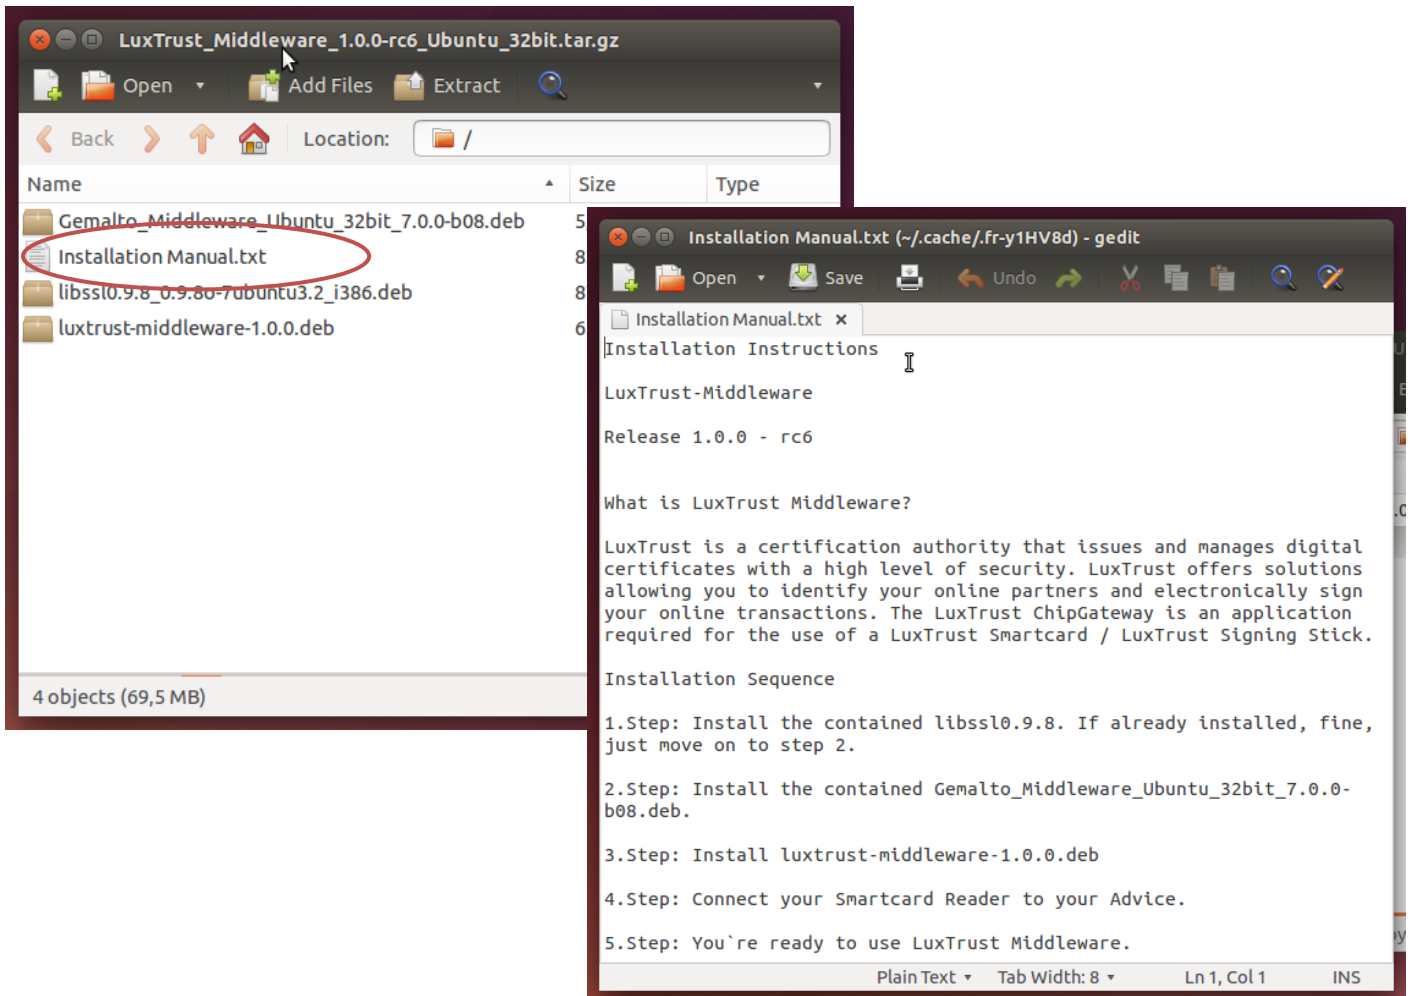 LuxTrust_Middleware_1.0.0-rc6_Ubuntu_32bit.tar.gz
Open Add Files Extract
Back Location: /
Name Size Type
Gemalto_Middleware_Ubuntu_32bit_7.0.0-b08.deb 5
Installation Manual.txt 8
libssl0.9.8_0.9.8o-7ubuntu3.2_i386.deb 8
luxtrust-middleware-1.0.0.deb 6
4 objects (69,5 MB)
Installation Manual.txt (~/.cache/.fr-y1HV8d) - gedit
Open Save Undo
Installation Manual.txt
Installation Instructions
LuxTrust-Middleware
Release 1.0.0 - rc6
What is LuxTrust Middleware?
LuxTrust is a certification authority that issues and manages digital
certificates with a high level of security. LuxTrust offers solutions
allowing you to identify your online partners and electronically sign
your online transactions. The LuxTrust ChipGateway is an application
required for the use of a LuxTrust Smartcard / LuxTrust Signing Stick.
Installation Sequence
1.Step: Install the contained libssl0.9.8. If already installed, fine,
just move on to step 2.
2.Step: Install the contained Gemalto_Middleware_Ubuntu_32bit_7.0.0-
b08.deb.
3.Step: Install luxtrust-middleware-1.0.0.deb
4.Step: Connect your Smartcard Reader to your Advice.
5.Step: You`re ready to use LuxTrust Middleware.
Plain Text Tab Width: 8 Ln 1, Col 1 INS